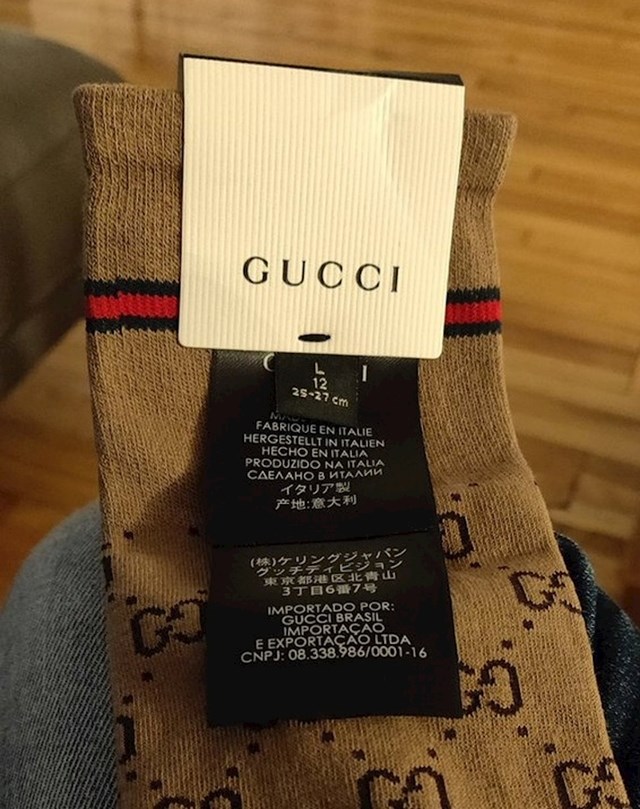 GUCCI
L
12
25-27 cm
FABRIQUE EN ITALIE
HERGESTELLT IN ITALIEN
HECHO EN ITALIA
PRODUZIDO NA ITALIA
СДЕЛАНО В ИТАЛИИ
イタリア製
产地:意大利
(株)ケリングジャパン
グッチディビジョン
東京都港区北青山
3丁目6番7号
IMPORTADO POR:
GUCCI BRASIL
IMPORTAÇAO
E EXPORTAÇAO LTDA
CNPJ: 08.338.986/0001-16